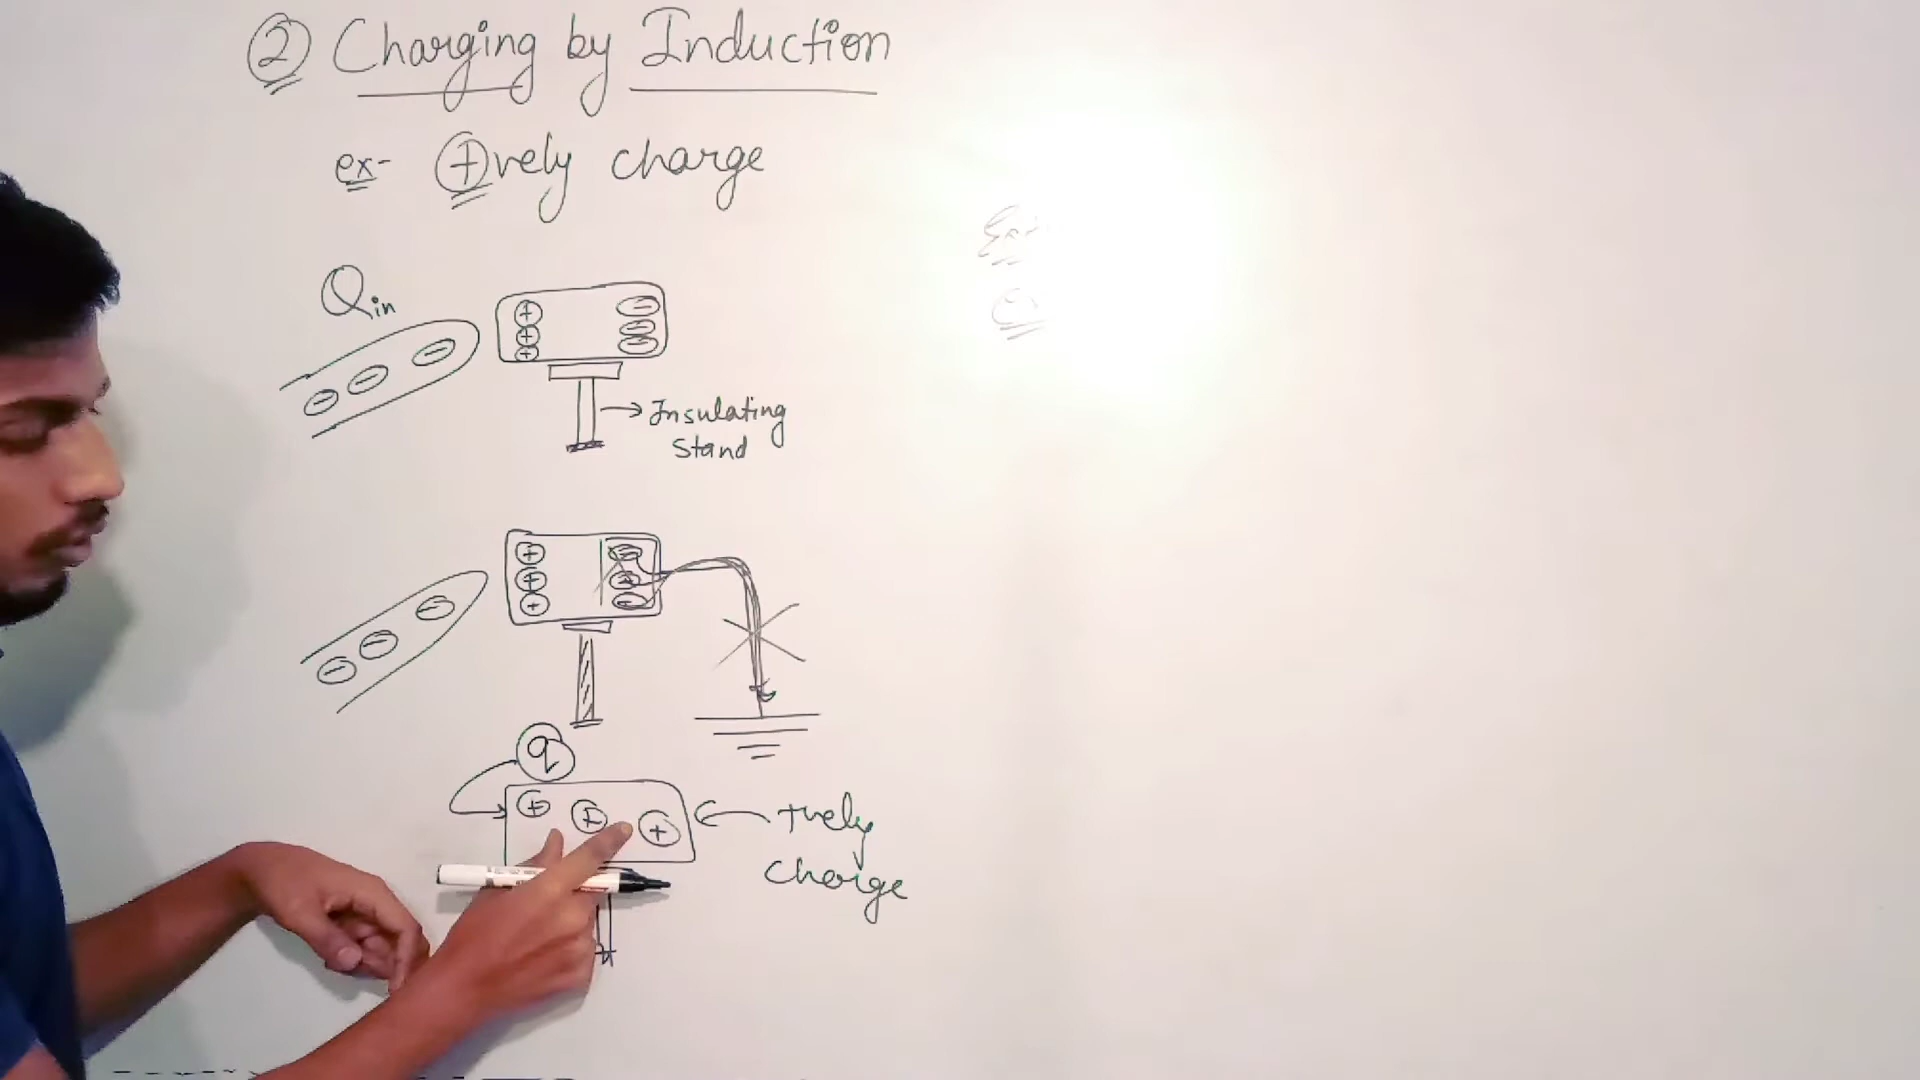 ② Charging by Induction
ex- ⊕vely charge
Qin
⊕ ⊖
⊕ ⊖
⊕ ⊖
⊖ ⊖ ⊖
→ Insulating
Stand
⊕
⊕
⊕ ⊖
⊖ ⊖ ⊖
q
⊕ ⊕ ⊕
← +vely
charge